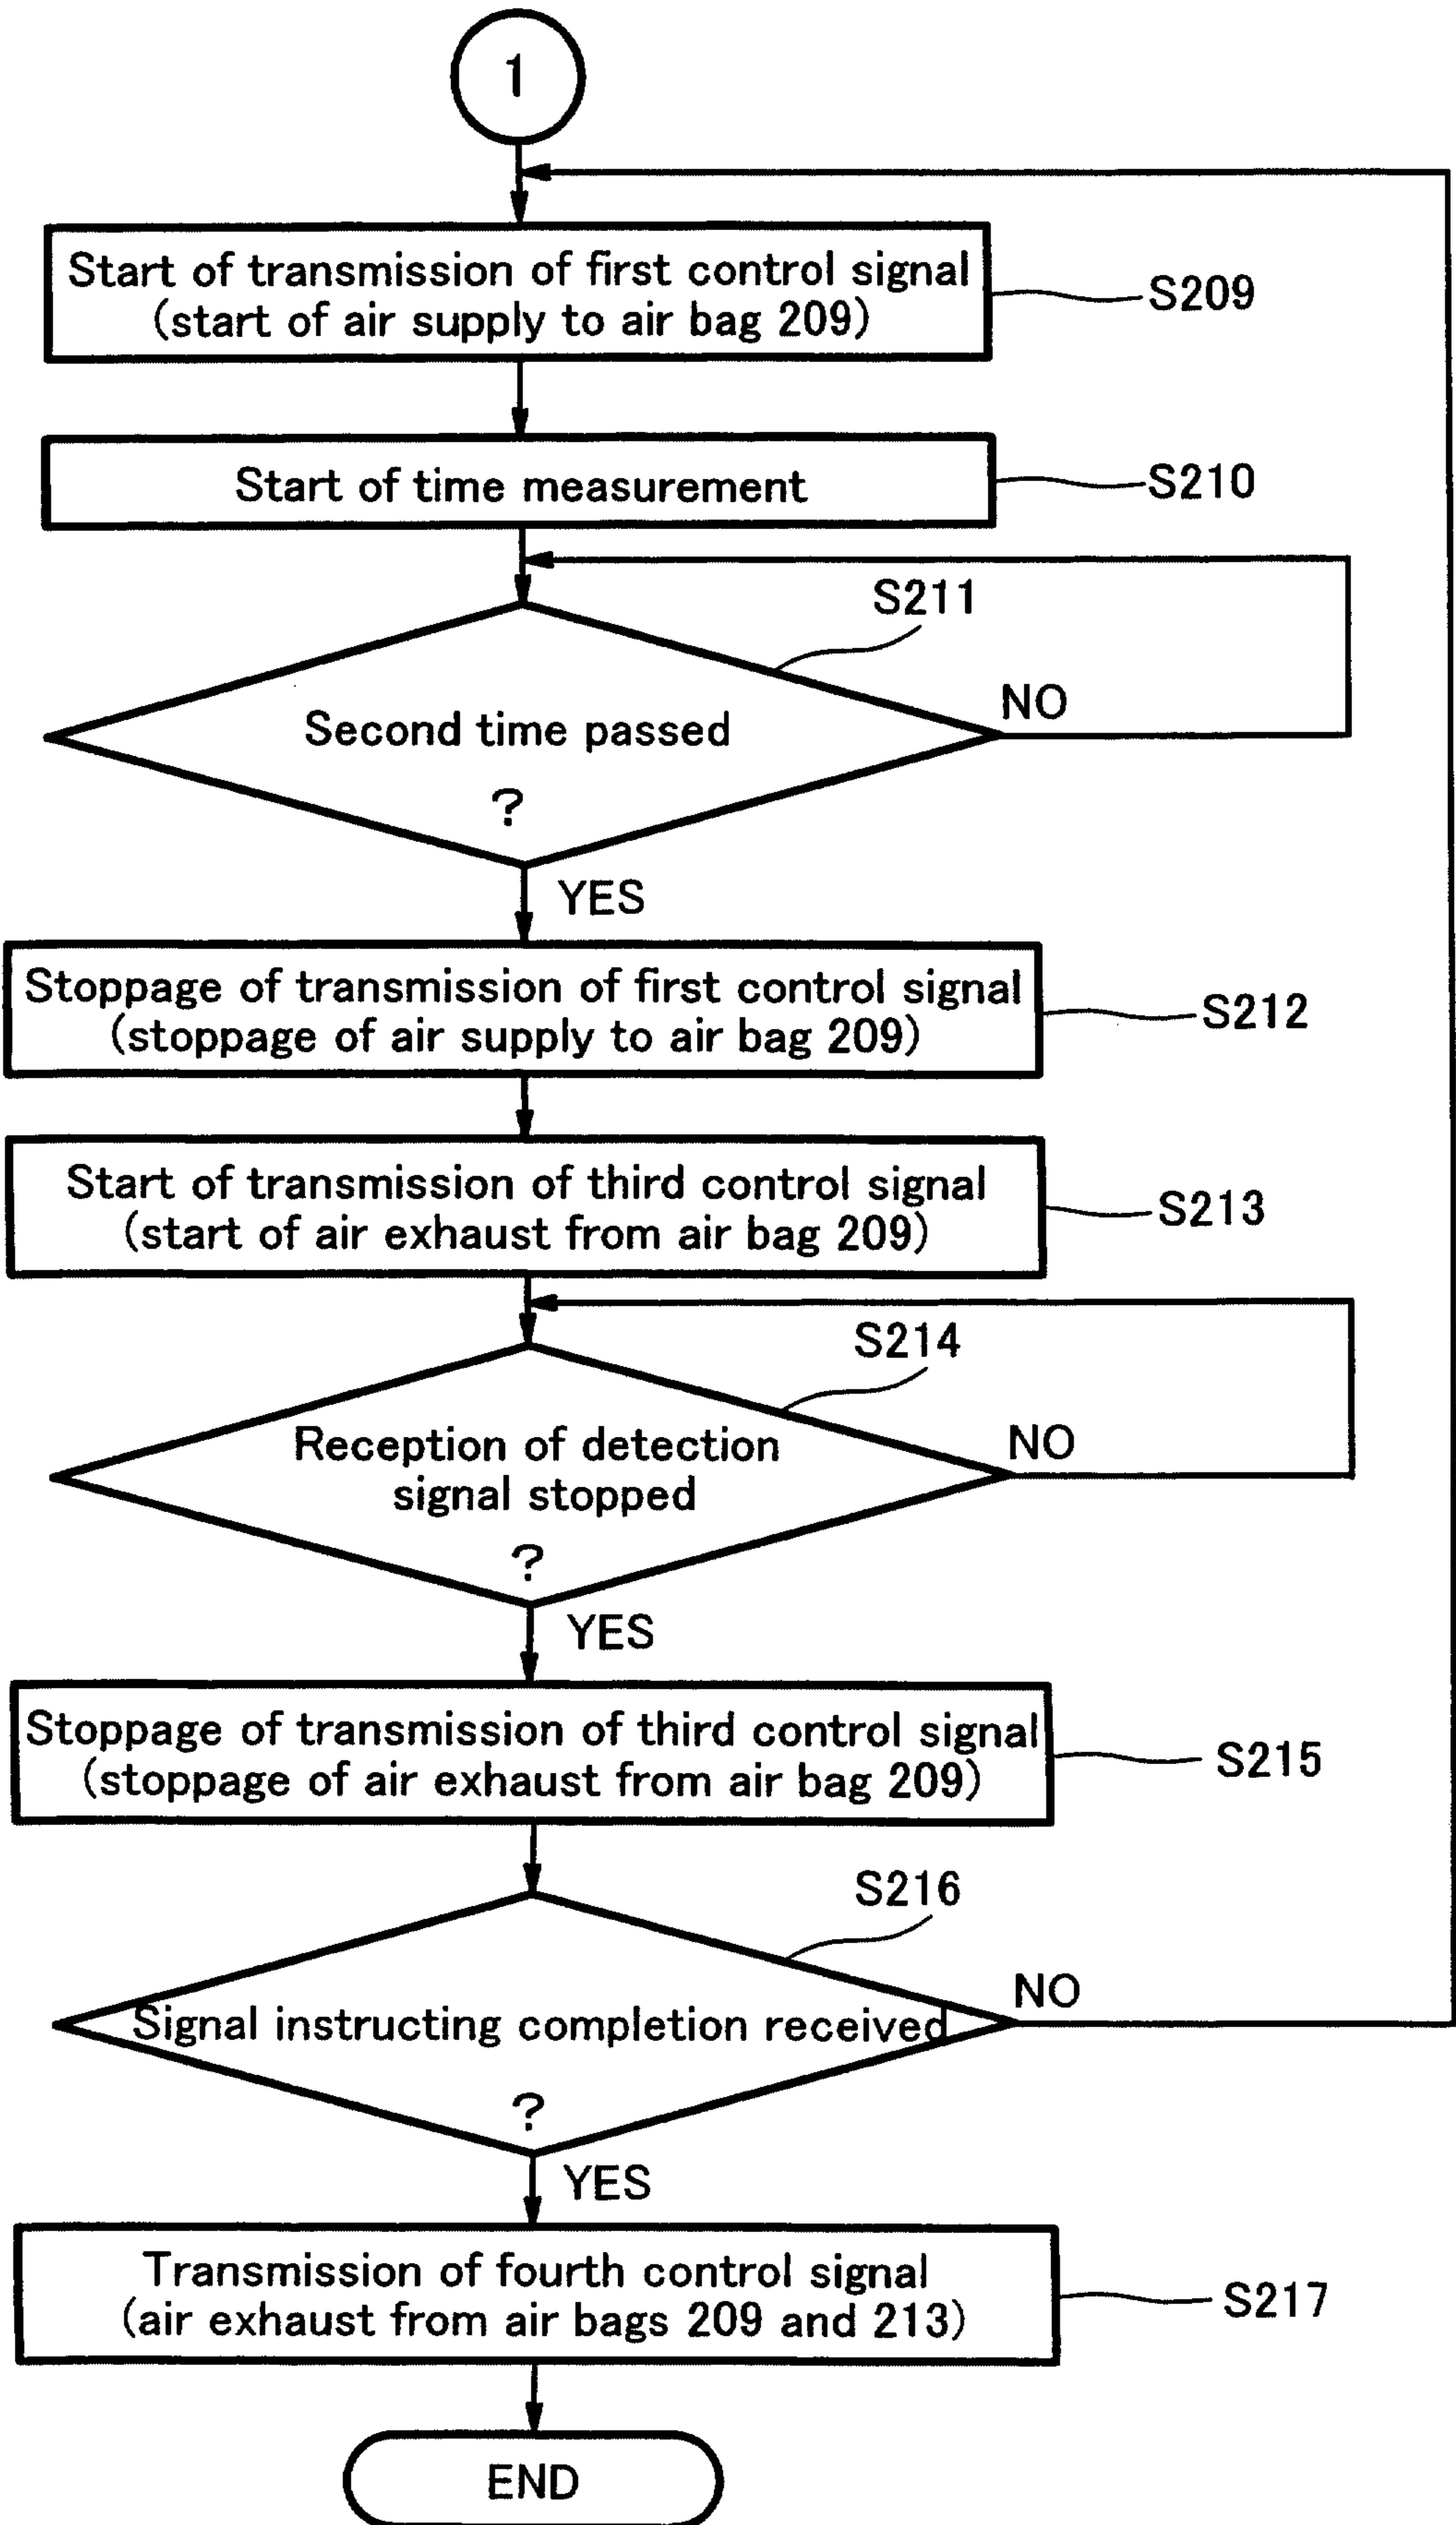 1
Start of transmission of first control signal
(start of air supply to air bag 209)
S209
Start of time measurement
S210
S211
Second time passed
?
NO
YES
Stoppage of transmission of first control signal
(stoppage of air supply to air bag 209)
S212
Start of transmission of third control signal
(start of air exhaust from air bag 209)
S213
S214
Reception of detection
signal stopped
?
NO
YES
Stoppage of transmission of third control signal
(stoppage of air exhaust from air bag 209)
S215
S216
Signal instructing completion received
?
NO
YES
Transmission of fourth control signal
(air exhaust from air bags 209 and 213)
S217
END